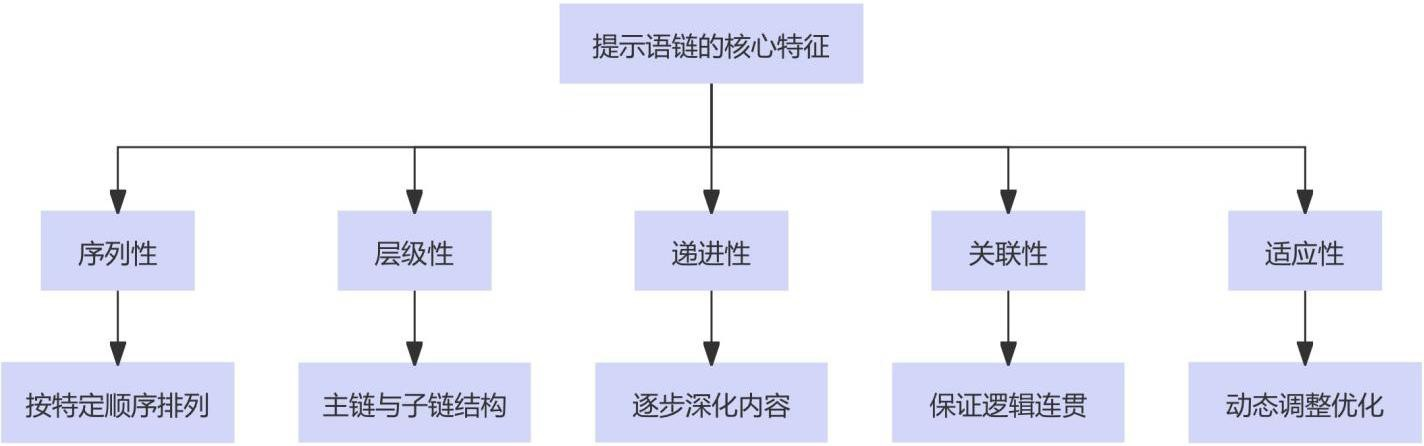 提示语链的核心特征
序列性
层级性
递进性
关联性
适应性
按特定顺序排列
主链与子链结构
逐步深化内容
保证逻辑连贯
动态调整优化